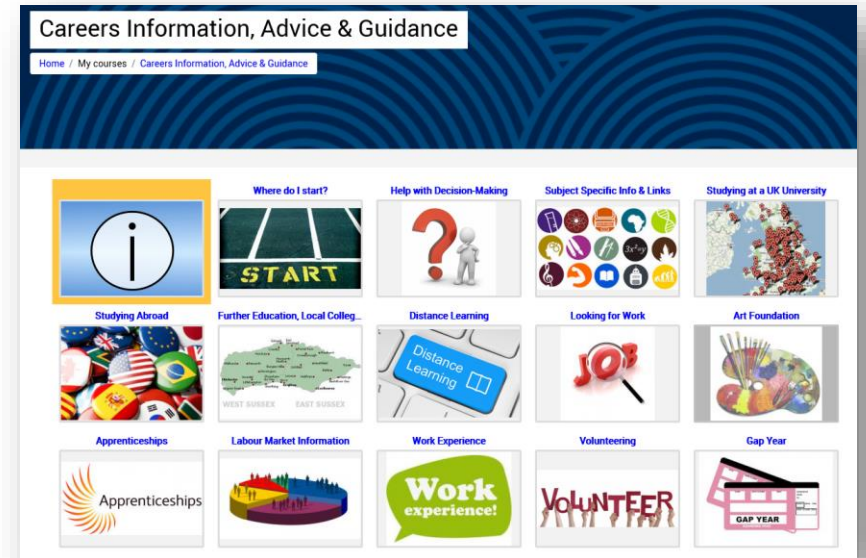 Careers Information, Advice & Guidance
Home / My courses / Careers Information, Advice & Guidance
i
Where do I start?
Help with Decision-Making
Subject Specific Info & Links
Studying at a UK University
START
?
3x²=y
Studying Abroad
Further Education, Local Colleg...
Distance Learning
Looking for Work
Art Foundation
WEST SUSSEX
EAST SUSSEX
Distance
Learning
JOB
Apprenticeships
Labour Market Information
Work Experience
Volunteering
Gap Year
Apprenticeships
Work
experience!
VOLUNTEER
GAP YEAR